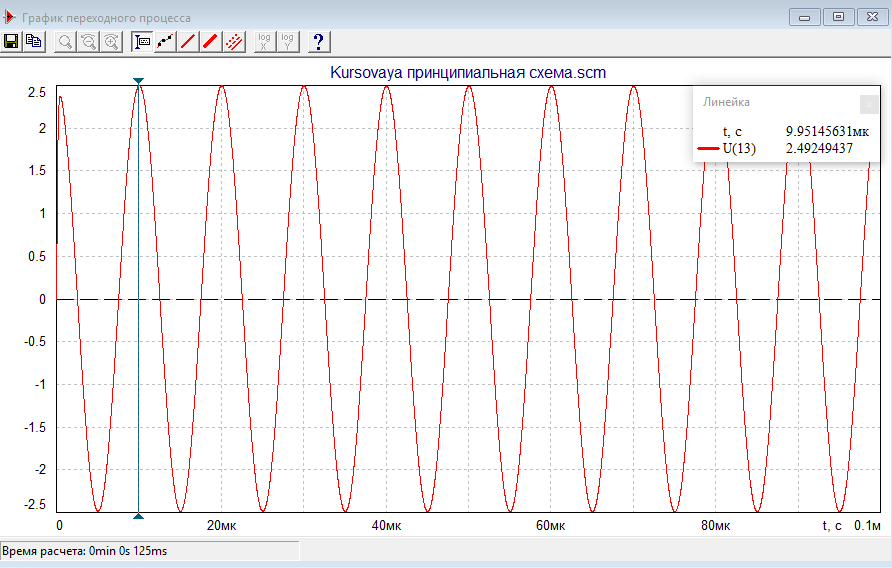 График переходного процесса
log X
log Y
?
Kursovaya принципиальная схема.scm
Линейка
t, c 9.95145631мк
U(13) 2.49249437
2.5
2
1.5
1
0.5
0
-0.5
-1
-1.5
-2
-2.5
0 20мк 40мк 60мк 80мк t, c 0.1м
Время расчета: 0min 0s 125ms